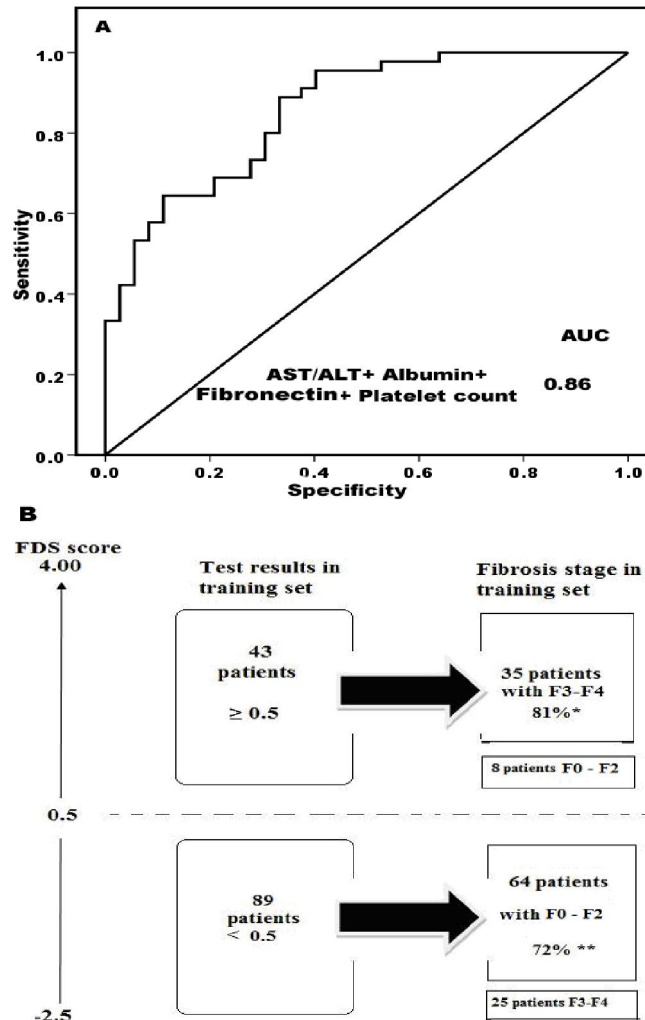 A
1.0
0.8
0.6
0.4
0.2
0.0
Sensitivity
AUC
AST/ALT+ Albumin+
Fibronectin+ Platelet count
0.86
0.0 0.2 0.4 0.6 0.8 1.0
Specificity
B
FDS score
4.00
Test results in
training set
Fibrosis stage in
training set
43
patients
≥ 0.5
35 patients
with F3-F4
81%*
8 patients F0 - F2
0.5
89
patients
< 0.5
64 patients
with F0 - F2
72% **
25 patients F3-F4
-2.5